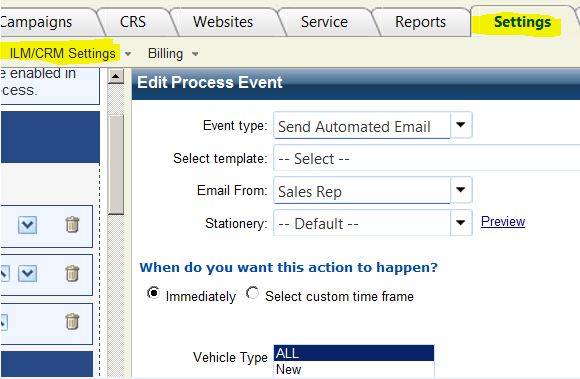 Campaigns CRS Websites Service Reports Settings
ILM/CRM Settings Billing
e enabled in
cess.
Edit Process Event
Event type: Send Automated Email
Select template: -- Select --
Email From: Sales Rep
Stationery: -- Default -- Preview
When do you want this action to happen?
Immediately Select custom time frame
Vehicle Type ALL
New